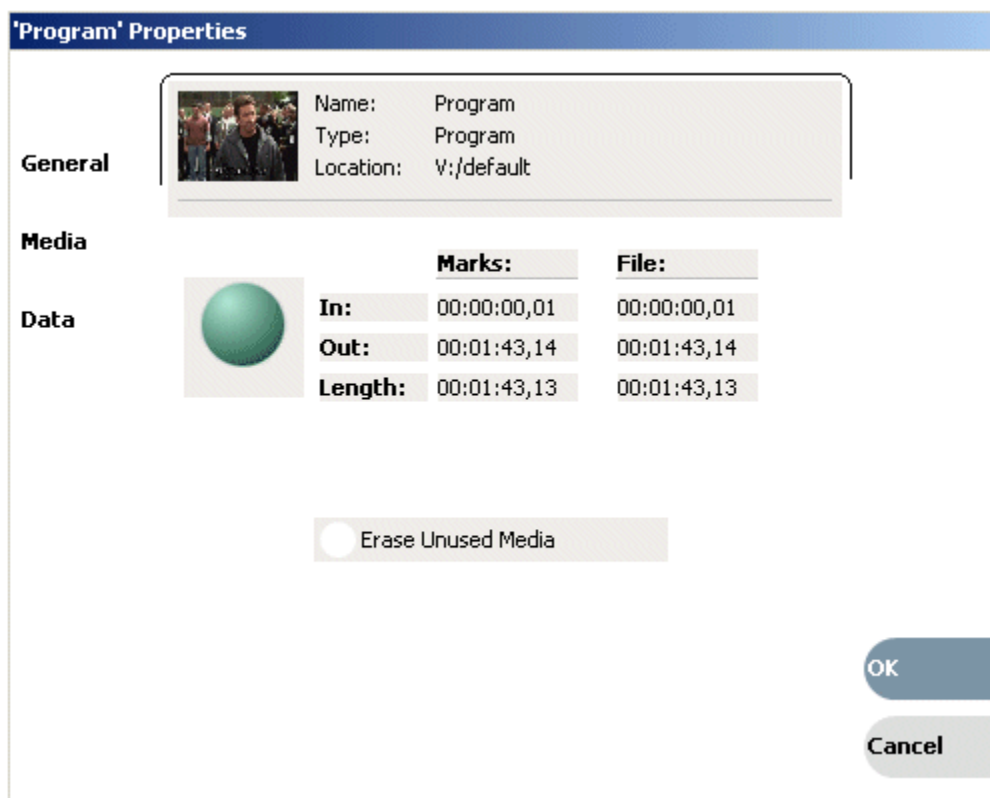 'Program' Properties
General
Media
Data
Name: Program
Type: Program
Location: V:/default
Marks: File:
In: 00:00:00,01 00:00:00,01
Out: 00:01:43,14 00:01:43,14
Length: 00:01:43,13 00:01:43,13
Erase Unused Media
OK
Cancel